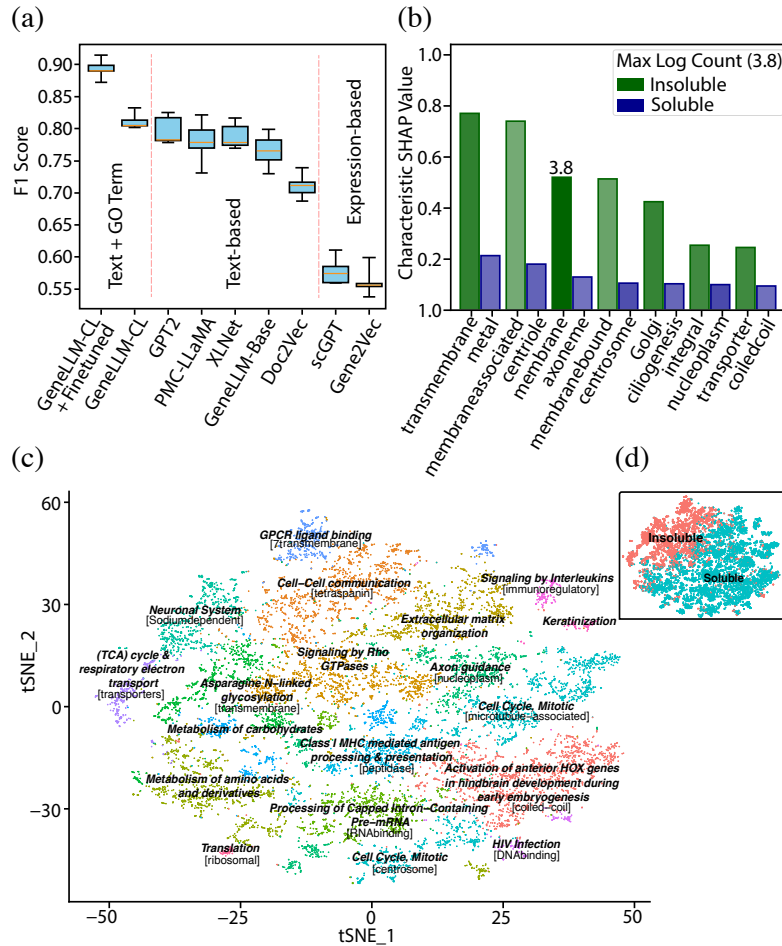 (a)
F1 Score
0.90
0.85
0.80
0.75
0.70
0.65
0.60
0.55
Text + GO Term
Text-based
Expression-based
GeneLLM-CL
+ Finetuned
GeneLLM-CL
GPT2
PMC-LLaMA
XLNet
GeneLLM-Base
Doc2Vec
scGPT
Gene2Vec
(b)
Characteristic SHAP Value
1.0
0.8
0.6
0.4
0.2
1.0
Max Log Count (3.8)
Insoluble
Soluble
3.8
transmembrane
metal
membraneassociated
centriole
membrane
axoneme
membranebound
centrosome
Golgi
ciliogenesis
integral
nucleoplasm
transporter
coiledcoil
(c)
tSNE_2
60
30
0
−30
GPCR ligand binding
[7transmembrane]
Cell−Cell communication
[tetraspanin]
Signaling by Interleukins
[immunoregulatory]
Neuronal System
[Sodiumdependent]
Extracellular matrix
organization
Keratinization
(TCA) cycle &
respiratory electron
transport
[transporters]
Signaling by Rho
GTPases
Axon guidance
[nucleoplasm]
Asparagine N−linked
glycosylation
[transmembrane]
Cell Cycle, Mitotic
[microtubule−associated]
Metabolism of carbohydrates
Class I MHC mediated antigen
processing & presentation
[peptidase]
Activation of anterior HOX genes
in hindbrain development during
early embryogenesis
[coiled−coil]
Metabolism of amino acids
and derivatives
Processing of Capped Intron−Containing
Pre−mRNA
[RNAbinding]
Translation
[ribosomal]
Cell Cycle, Mitotic
[centrosome]
HIV Infection
[DNAbinding]
−50
−25
0
25
50
tSNE_1
(d)
Insoluble
Soluble